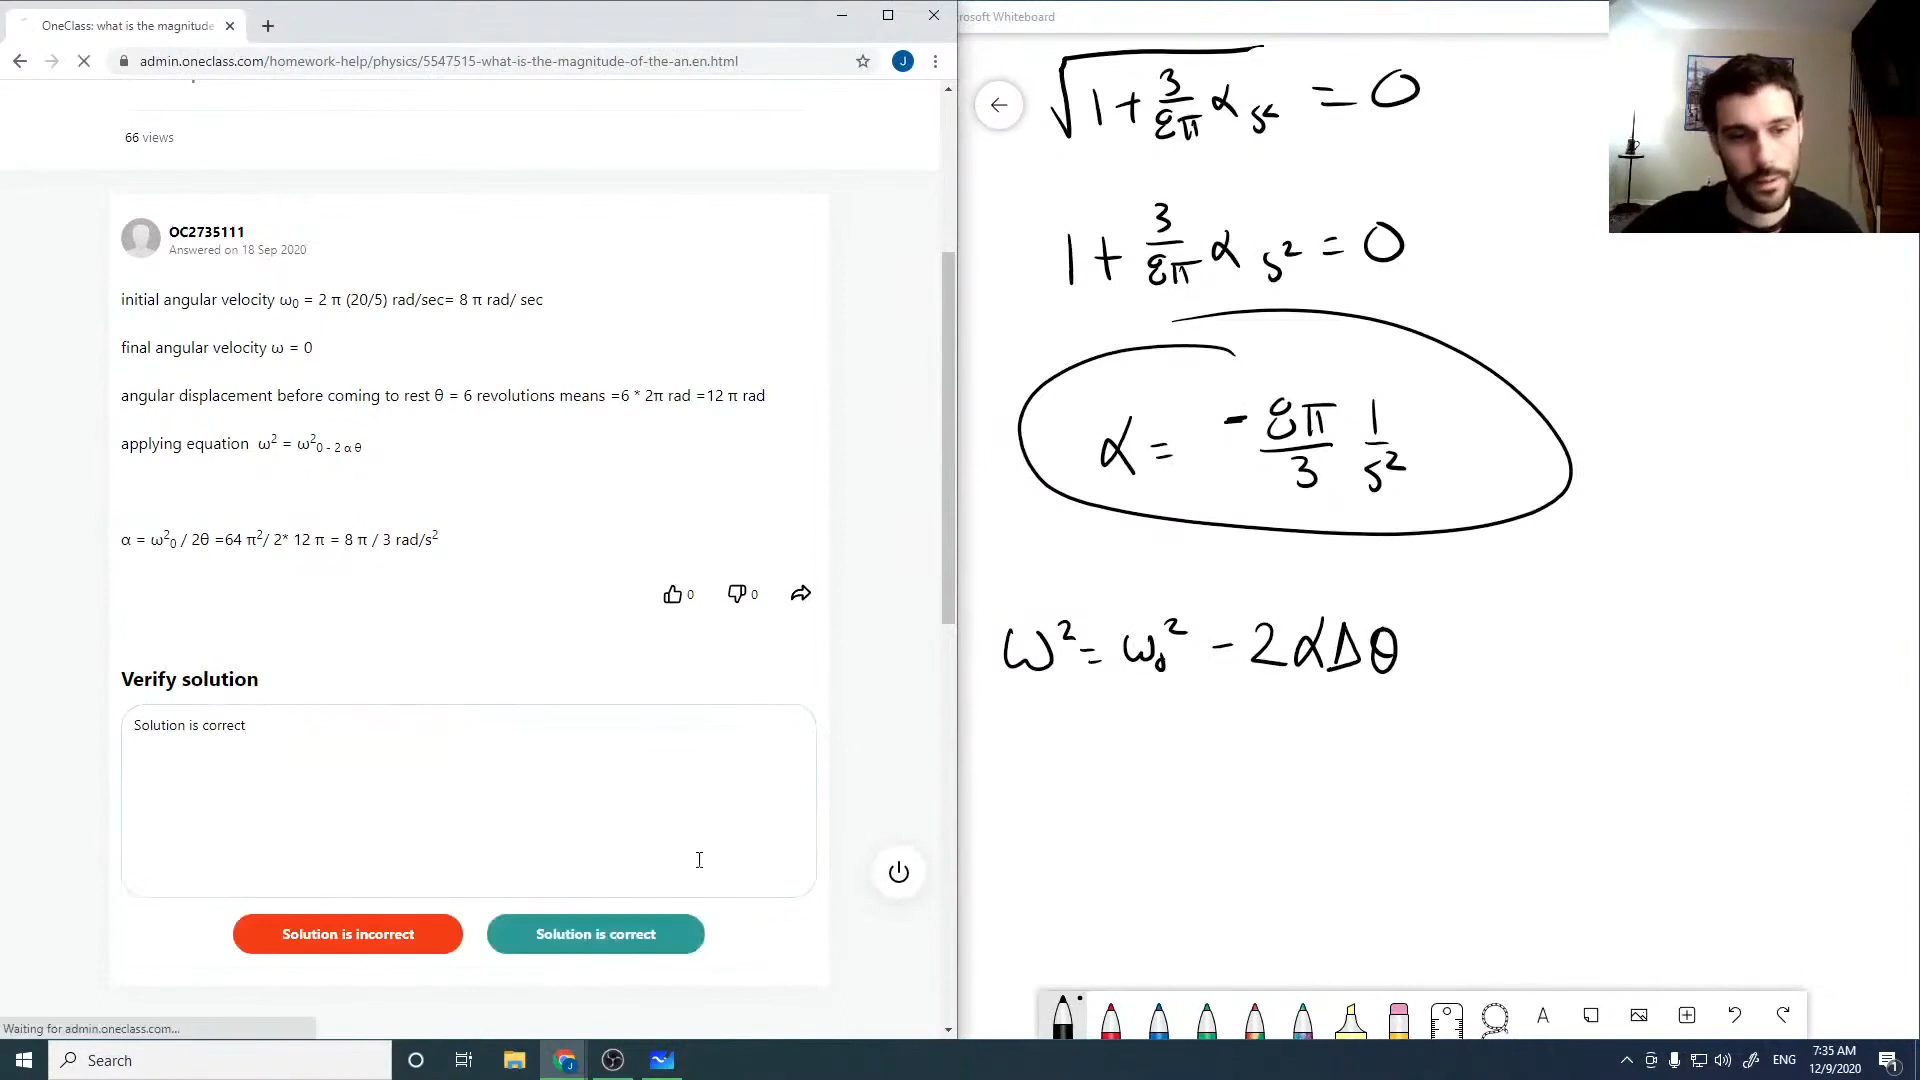 OneClass: what is the magnitude
admin.oneclass.com/homework-help/physics/5547515-what-is-the-magnitude-of-the-an.en.html
J
66 views
OC2735111
Answered on 18 Sep 2020
initial angular velocity ω₀ = 2 π (20/5) rad/sec= 8 π rad/ sec
final angular velocity ω = 0
angular displacement before coming to rest θ = 6 revolutions means =6 * 2π rad =12 π rad
applying equation ω² = ω²₀ - 2 α θ
α = ω²₀ / 2θ =64 π²/ 2* 12 π = 8 π / 3 rad/s²
0 0
Verify solution
Solution is correct
Solution is incorrect Solution is correct
Waiting for admin.oneclass.com...
rosoft Whiteboard
√1 + 3/8π α s² = 0
1 + 3/8π α s² = 0
α = - 8π/3 1/s²
ω² = ω₀² - 2αΔθ
A
Search
J
ENG
7:35 AM
12/9/2020
1